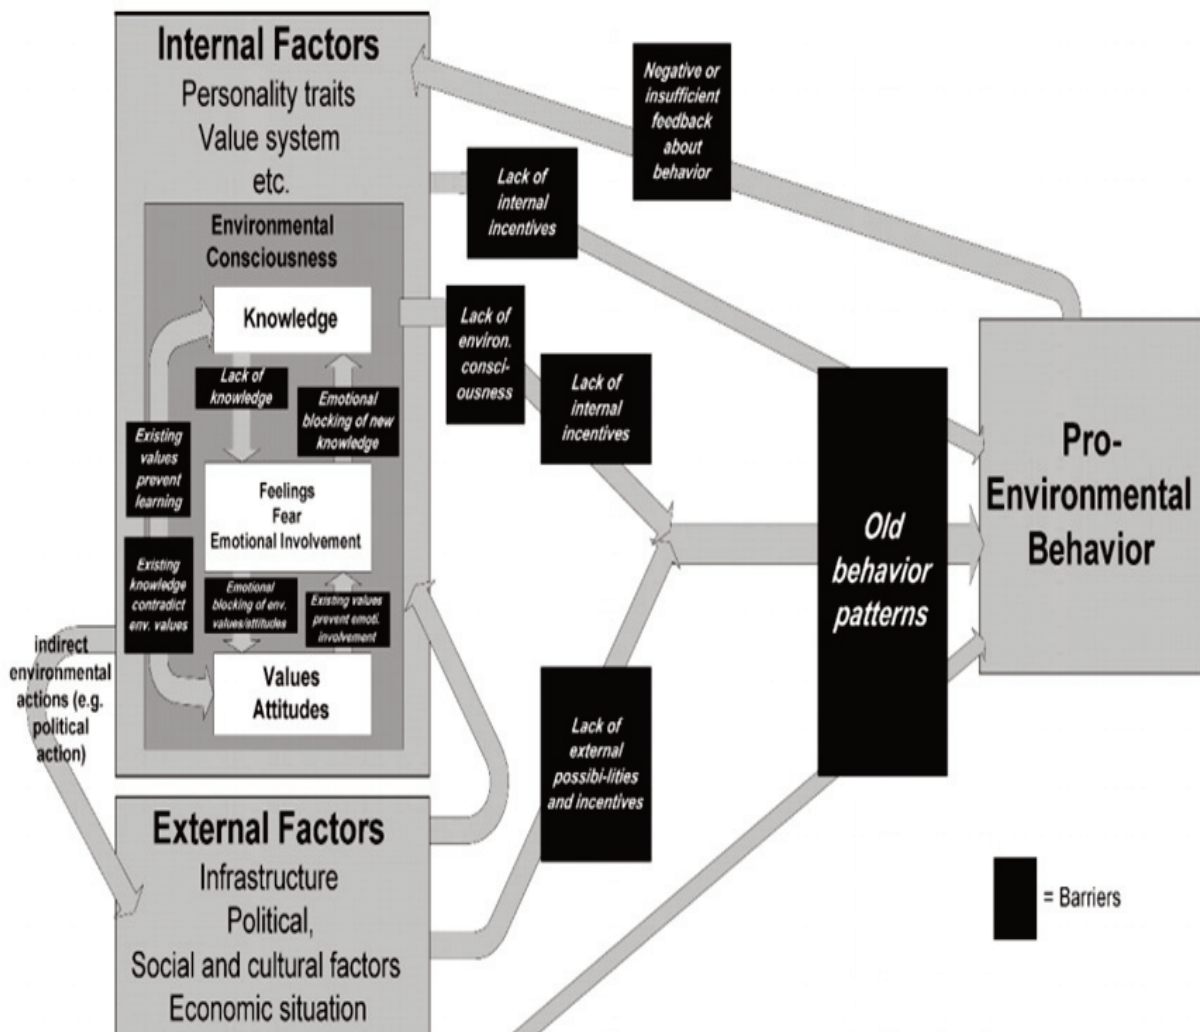 Internal Factors
Personality traits
Value system
etc.
Environmental
Consciousness
Knowledge
Lack of
knowledge
Emotional
blocking of new
knowledge
Existing
values
prevent
learning
Feelings
Fear
Emotional Involvement
Existing
knowledge
contradict
env. values
Emotional
blocking of env.
values/attitudes
Existing values
prevent emoti.
involvement
Values
Attitudes
indirect
environmental
actions (e.g.
political
action)
External Factors
Infrastructure
Political,
Social and cultural factors
Economic situation
Negative or
insufficient
feedback
about
behavior
Lack of
internal
incentives
Lack of
environ.
consci-
ousness
Lack of
internal
incentives
Lack of
external
possibi-lities
and incentives
Old
behavior
patterns
Pro-
Environmental
Behavior
= Barriers